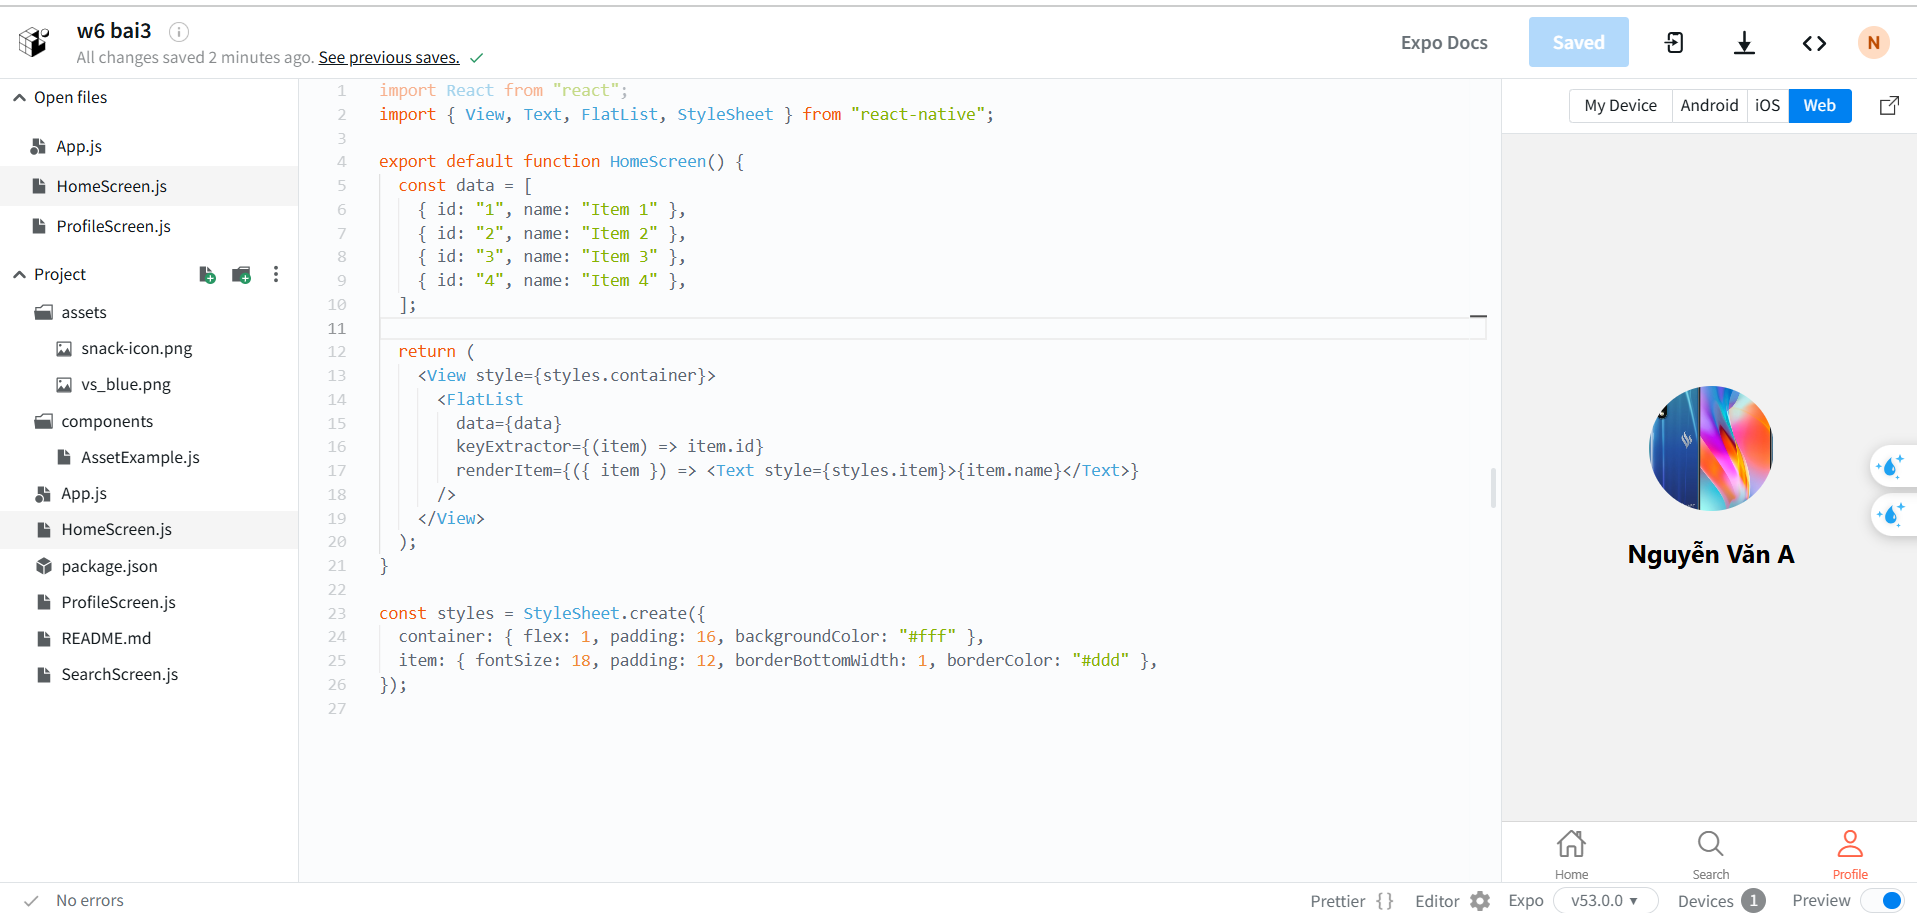 w6 bai3
All changes saved 2 minutes ago. See previous saves.
Expo Docs
Saved
N
Open files
App.js
HomeScreen.js
ProfileScreen.js
Project
assets
snack-icon.png
vs_blue.png
components
AssetExample.js
App.js
HomeScreen.js
package.json
ProfileScreen.js
README.md
SearchScreen.js
1 import React from "react";
2 import { View, Text, FlatList, StyleSheet } from "react-native";
3
4 export default function HomeScreen() {
5 const data = [
6 { id: "1", name: "Item 1" },
7 { id: "2", name: "Item 2" },
8 { id: "3", name: "Item 3" },
9 { id: "4", name: "Item 4" },
10 ];
11
12 return (
13 <View style={styles.container}>
14 <FlatList
15 data={data}
16 keyExtractor={(item) => item.id}
17 renderItem={({ item }) => <Text style={styles.item}>{item.name}</Text>}
18 />
19 </View>
20 );
21 }
22
23 const styles = StyleSheet.create({
24 container: { flex: 1, padding: 16, backgroundColor: "#fff" },
25 item: { fontSize: 18, padding: 12, borderBottomWidth: 1, borderColor: "#ddd" },
26 });
27
My Device Android iOS Web
Nguyễn Văn A
Home Search Profile
No errors
Prettier {} Editor Expo v53.0.0 Devices 1 Preview